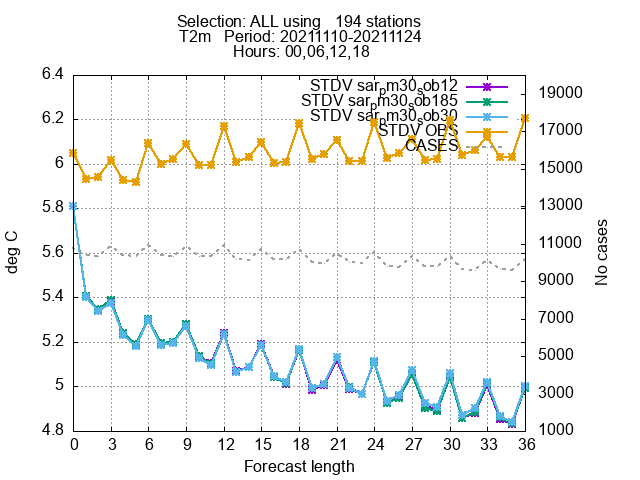 Selection: ALL using   194 stations
T2m   Period: 20211110-20211124
Hours: 00,06,12,18
STDV sarpm30sob12
STDV sarpm30sob185
STDV sarpm30sob30
STDV OBS
CASES
6.4
6.2
6
5.8
5.6
5.4
5.2
5
4.8
deg C
19000
17000
15000
13000
11000
9000
7000
5000
3000
1000
No cases
0 3 6 9 12 15 18 21 24 27 30 33 36
Forecast length